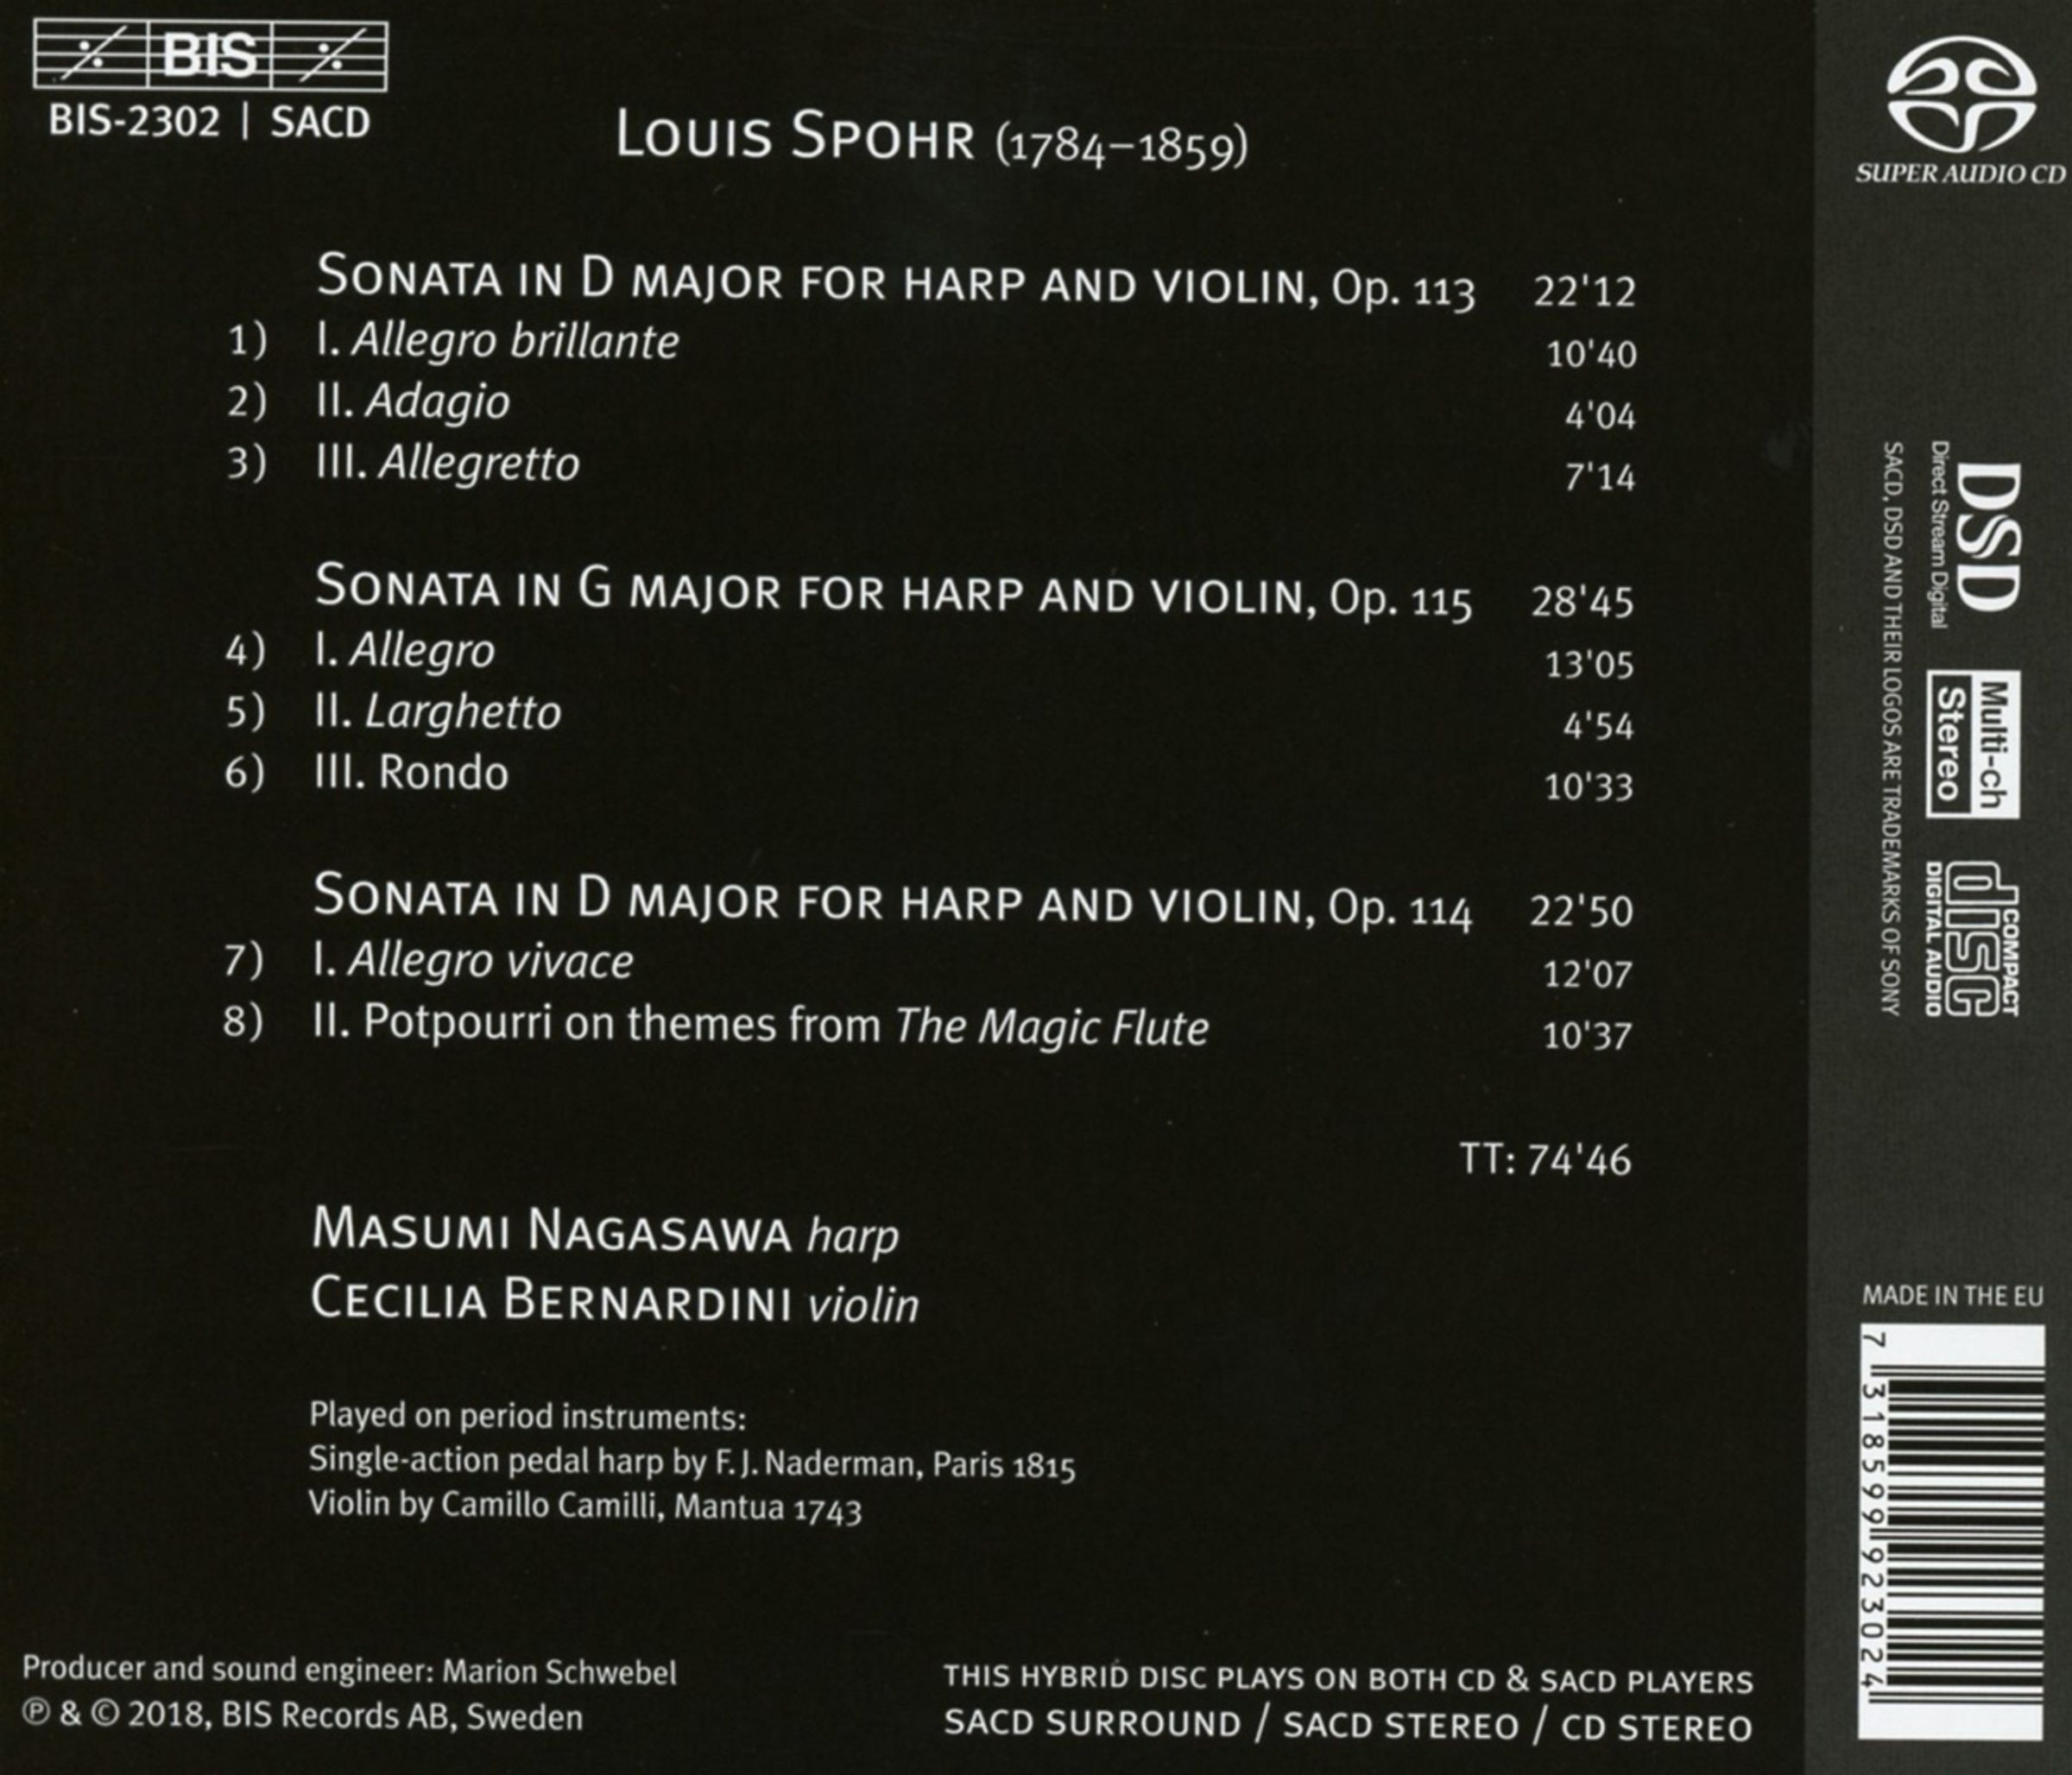 BIS
BIS-2302 | SACD
LOUIS SPOHR (1784–1859)
SONATA IN D MAJOR FOR HARP AND VIOLIN, Op. 113 22'12
1) I. Allegro brillante 10'40
2) II. Adagio 4'04
3) III. Allegretto 7'14
SONATA IN G MAJOR FOR HARP AND VIOLIN, Op. 115 28'45
4) I. Allegro 13'05
5) II. Larghetto 4'54
6) III. Rondo 10'33
SONATA IN D MAJOR FOR HARP AND VIOLIN, Op. 114 22'50
7) I. Allegro vivace 12'07
8) II. Potpourri on themes from The Magic Flute 10'37
TT: 74'46
MASUMI NAGASAWA harp
CECILIA BERNARDINI violin
Played on period instruments:
Single-action pedal harp by F. J. Naderman, Paris 1815
Violin by Camillo Camilli, Mantua 1743
Producer and sound engineer: Marion Schwebel
℗ & © 2018, BIS Records AB, Sweden
THIS HYBRID DISC PLAYS ON BOTH CD & SACD PLAYERS
SACD SURROUND / SACD STEREO / CD STEREO
SUPER AUDIO CD
DSD
Direct Stream Digital
SACD, DSD AND THEIR LOGOS ARE TRADEMARKS OF SONY
Multi-ch
Stereo
COMPACT
disc
DIGITAL AUDIO
MADE IN THE EU
7 318599 923024